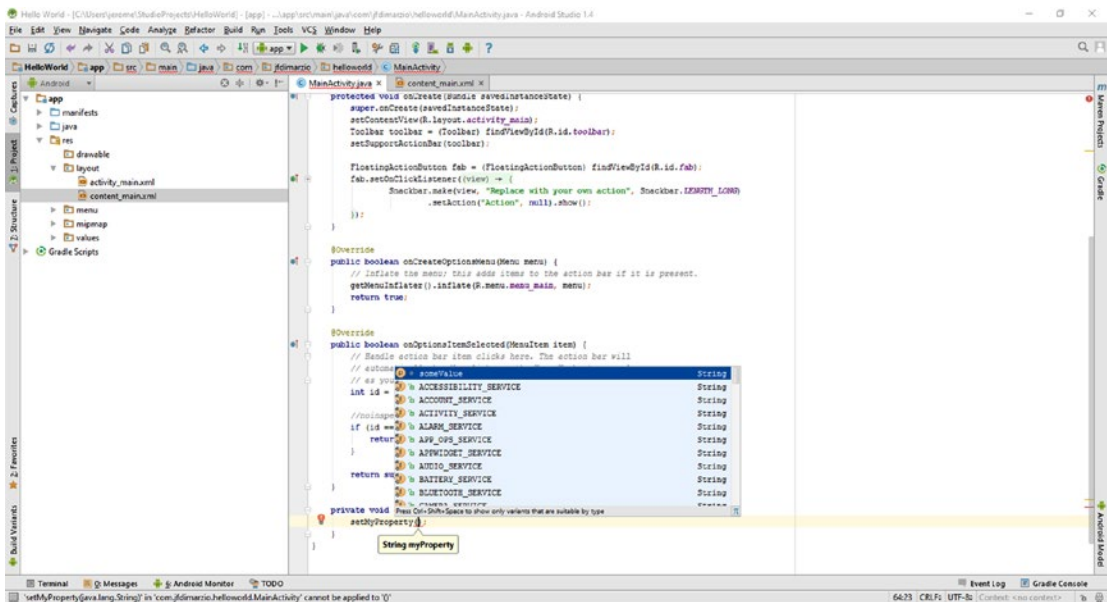 Hello World - [C:\Users\jerome\StudioProjects\HelloWorld] - [app] - ...\app\src\main\java\com\jfdimarzio\helloworld\MainActivity.java - Android Studio 1.4
File Edit View Navigate Code Analyze Refactor Build Run Tools VCS Window Help
app
HelloWorld app src main java com jfdimarzio helloworld MainActivity
Android
MainActivity.java × content_main.xml ×
Captures
1: Project
2: Structure
2: Favorites
Build Variants
app
manifests
java
res
drawable
layout
activity_main.xml
content_main.xml
menu
mipmap
values
Gradle Scripts
protected void onCreate(Bundle savedInstanceState) {
super.onCreate(savedInstanceState);
setContentView(R.layout.activity_main);
Toolbar toolbar = (Toolbar) findViewById(R.id.toolbar);
setSupportActionBar(toolbar);
FloatingActionButton fab = (FloatingActionButton) findViewById(R.id.fab);
fab.setOnClickListener((view) → {
Snackbar.make(view, "Replace with your own action", Snackbar.LENGTH_LONG)
.setAction("Action", null).show();
});
}
@Override
public boolean onCreateOptionsMenu(Menu menu) {
// Inflate the menu; this adds items to the action bar if it is present.
getMenuInflater().inflate(R.menu.menu_main, menu);
return true;
}
@Override
public boolean onOptionsItemSelected(MenuItem item) {
// Handle action bar item clicks here. The action bar will
// as you
int id =
if (id ==
}
}
private void
setMyProperty();
}
}
someValue String
ACCESSIBILITY_SERVICE String
ACCOUNT_SERVICE String
ACTIVITY_SERVICE String
ALARM_SERVICE String
APP_OPS_SERVICE String
APPWIDGET_SERVICE String
AUDIO_SERVICE String
BATTERY_SERVICE String
BLUETOOTH_SERVICE String
Press Ctrl+Shift+Space to show only variants that are suitable by type
String myProperty
Maven Projects
Gradle
Android Model
Terminal 0: Messages 6: Android Monitor TODO Event Log Gradle Console
'setMyProperty(java.lang.String)' in 'com.jfdimarzio.helloworld.MainActivity' cannot be applied to '()' 64:23 CRLF÷ UTF-8÷ Context: <no context>